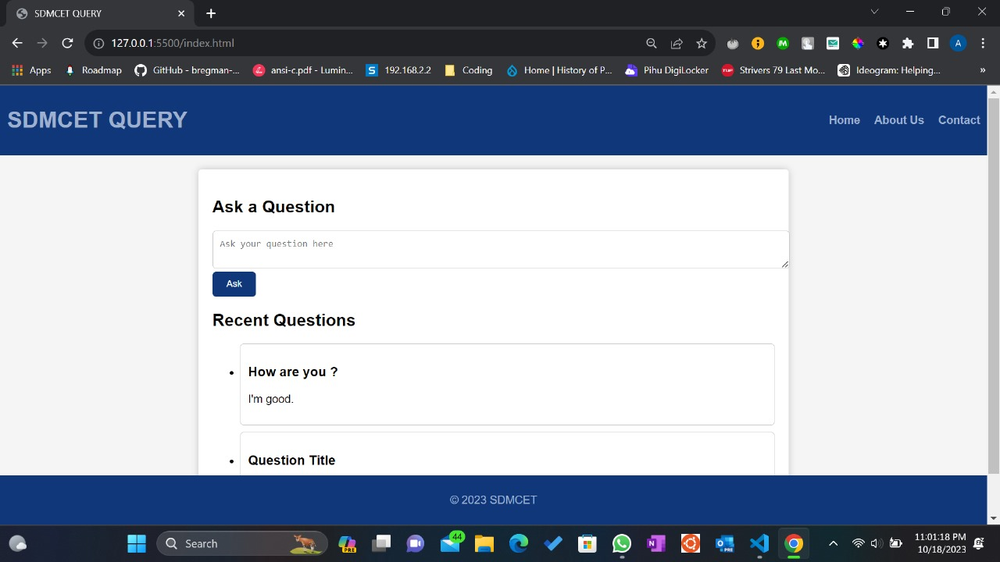 SDMCET QUERY
127.0.0.1:5500/index.html
A
Apps
Roadmap
GitHub - bregman-...
ansi-c.pdf - Lumin...
S
192.168.2.2
Coding
Home | History of P...
Pihu DigiLocker
TUF
Strivers 79 Last Mo...
Ideogram: Helping...
»
SDMCET QUERY
Home About Us Contact
Ask a Question
Ask your question here
Ask
Recent Questions
• How are you ?
I'm good.
• Question Title
© 2023 SDMCET
Search
PRE
44
N
PRE
11:01:18 PM
10/18/2023